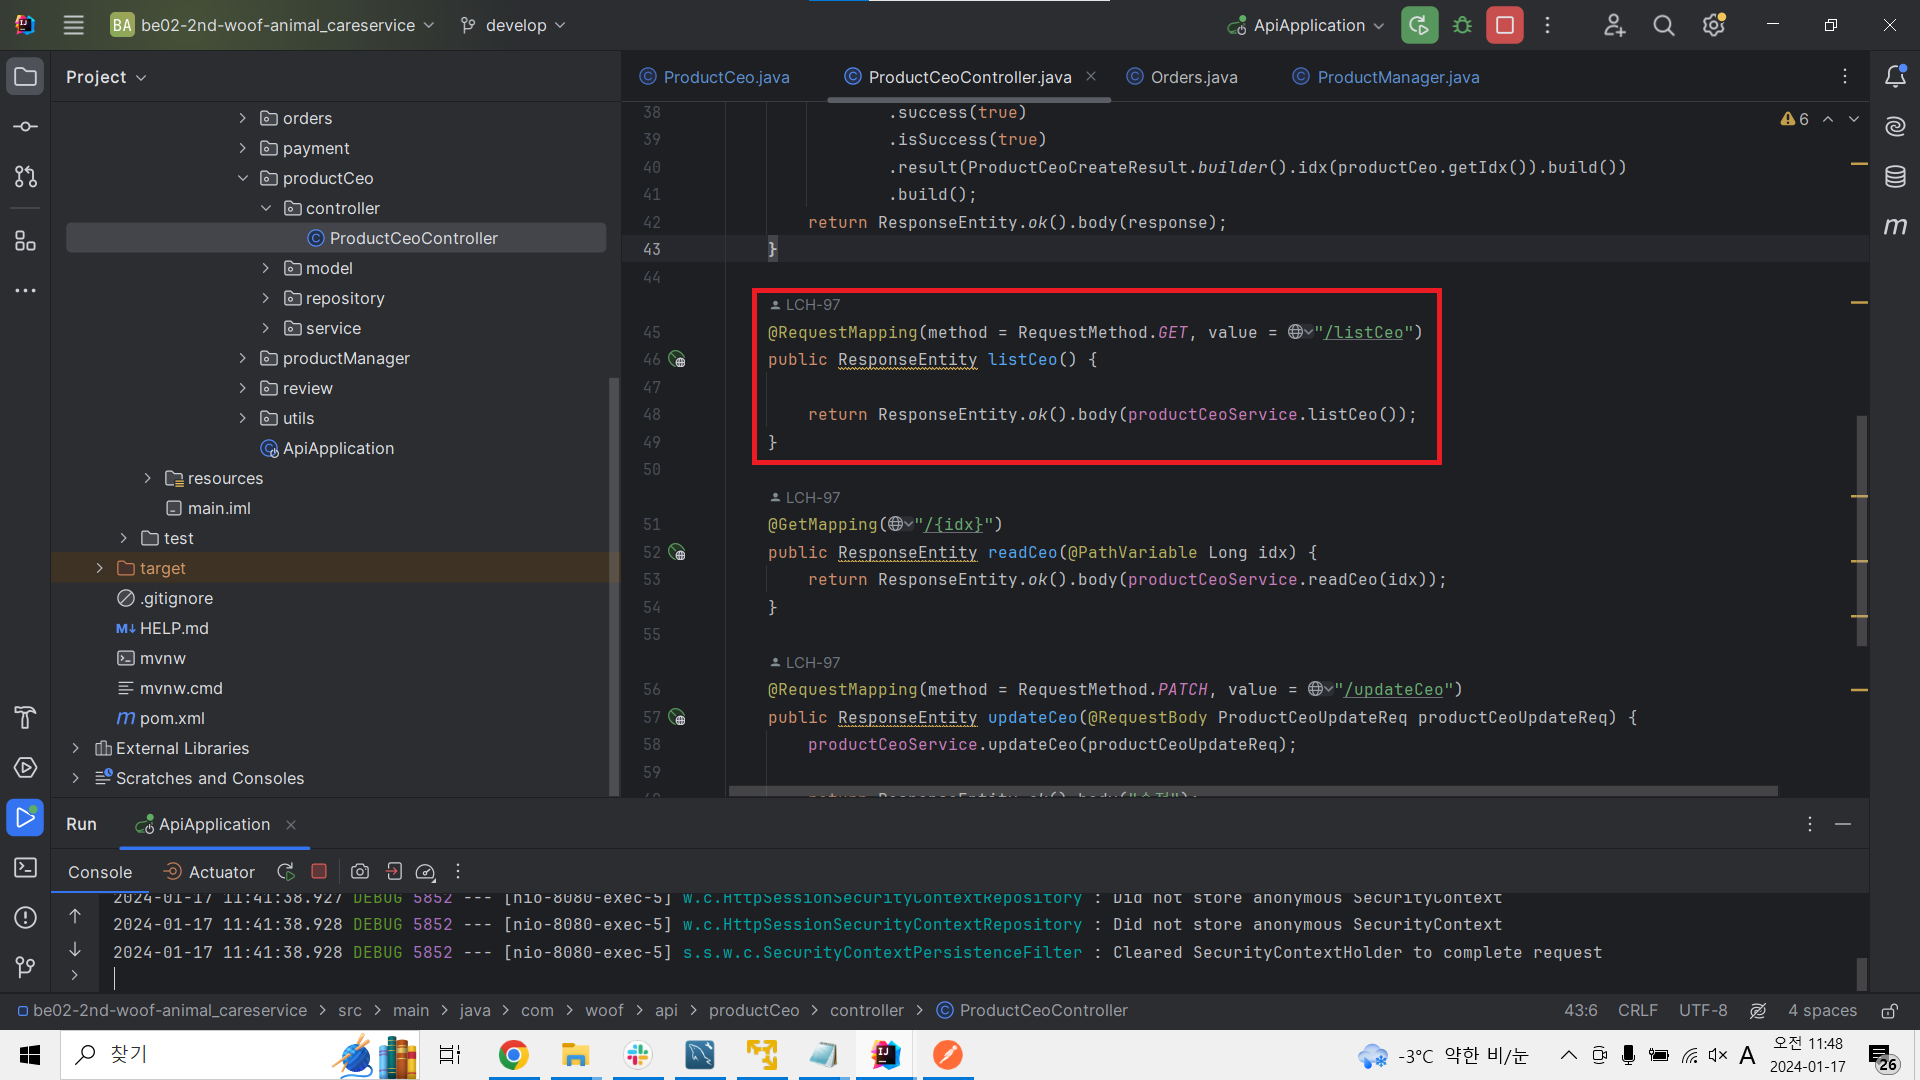 BA be02-2nd-woof-animal_careservice develop ApiApplication
Project
ProductCeo.java ProductCeoController.java Orders.java ProductManager.java
orders
payment
productCeo
controller
ProductCeoController
model
repository
service
productManager
review
utils
ApiApplication
resources
main.iml
test
target
.gitignore
M↓ HELP.md
mvnw
mvnw.cmd
m pom.xml
External Libraries
Scratches and Consoles
6
38 .success(true)
39 .isSuccess(true)
40 .result(ProductCeoCreateResult.builder().idx(productCeo.getIdx()).build())
41 .build();
42 return ResponseEntity.ok().body(response);
43 }
44
LCH-97
45 @RequestMapping(method = RequestMethod.GET, value = "/listCeo")
46 public ResponseEntity listCeo() {
47
48 return ResponseEntity.ok().body(productCeoService.listCeo());
49 }
50
LCH-97
51 @GetMapping("/{idx}")
52 public ResponseEntity readCeo(@PathVariable Long idx) {
53 return ResponseEntity.ok().body(productCeoService.readCeo(idx));
54 }
55
LCH-97
56 @RequestMapping(method = RequestMethod.PATCH, value = "/updateCeo")
57 public ResponseEntity updateCeo(@RequestBody ProductCeoUpdateReq productCeoUpdateReq) {
58 productCeoService.updateCeo(productCeoUpdateReq);
59
m
Run ApiApplication
Console Actuator
2024-01-17 11:41:38.927 DEBUG 5852 --- [nio-8080-exec-5] w.c.HttpSessionSecurityContextRepository : Did not store anonymous SecurityContext
2024-01-17 11:41:38.928 DEBUG 5852 --- [nio-8080-exec-5] w.c.HttpSessionSecurityContextRepository : Did not store anonymous SecurityContext
2024-01-17 11:41:38.928 DEBUG 5852 --- [nio-8080-exec-5] s.s.w.c.SecurityContextPersistenceFilter : Cleared SecurityContextHolder to complete request
be02-2nd-woof-animal_careservice > src > main > java > com > woof > api > productCeo > controller > ProductCeoController 43:6 CRLF UTF-8 4 spaces
찾기
-3°C 약한 비/눈
A
오전 11:48
2024-01-17
26